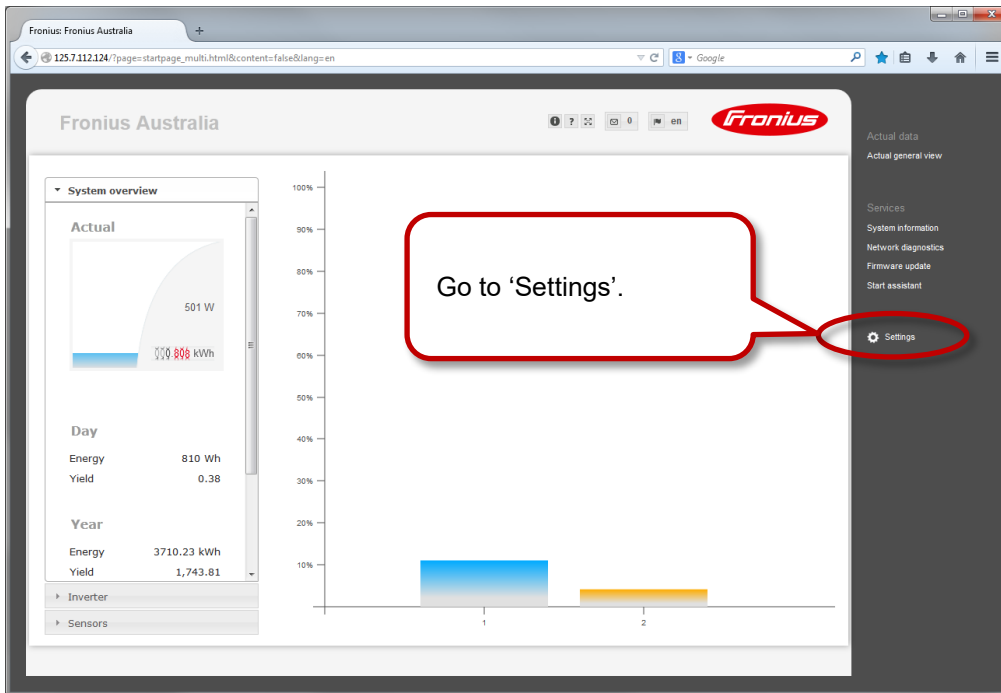 Fronius: Fronius Australia
125.7.112.124/?page=startpage_multi.html&content=false&lang=en
Google
Fronius Australia
0
en
Fronius
Actual data
Actual general view
Services
System information
Network diagnostics
Firmware update
Start assistant
Settings
System overview
Actual
501 W
000 808 kWh
Day
Energy 810 Wh
Yield 0.38
Year
Energy 3710.23 kWh
Yield 1,743.81
Inverter
Sensors
100%
90%
80%
70%
60%
50%
40%
30%
20%
10%
1 2
Go to ‘Settings’.